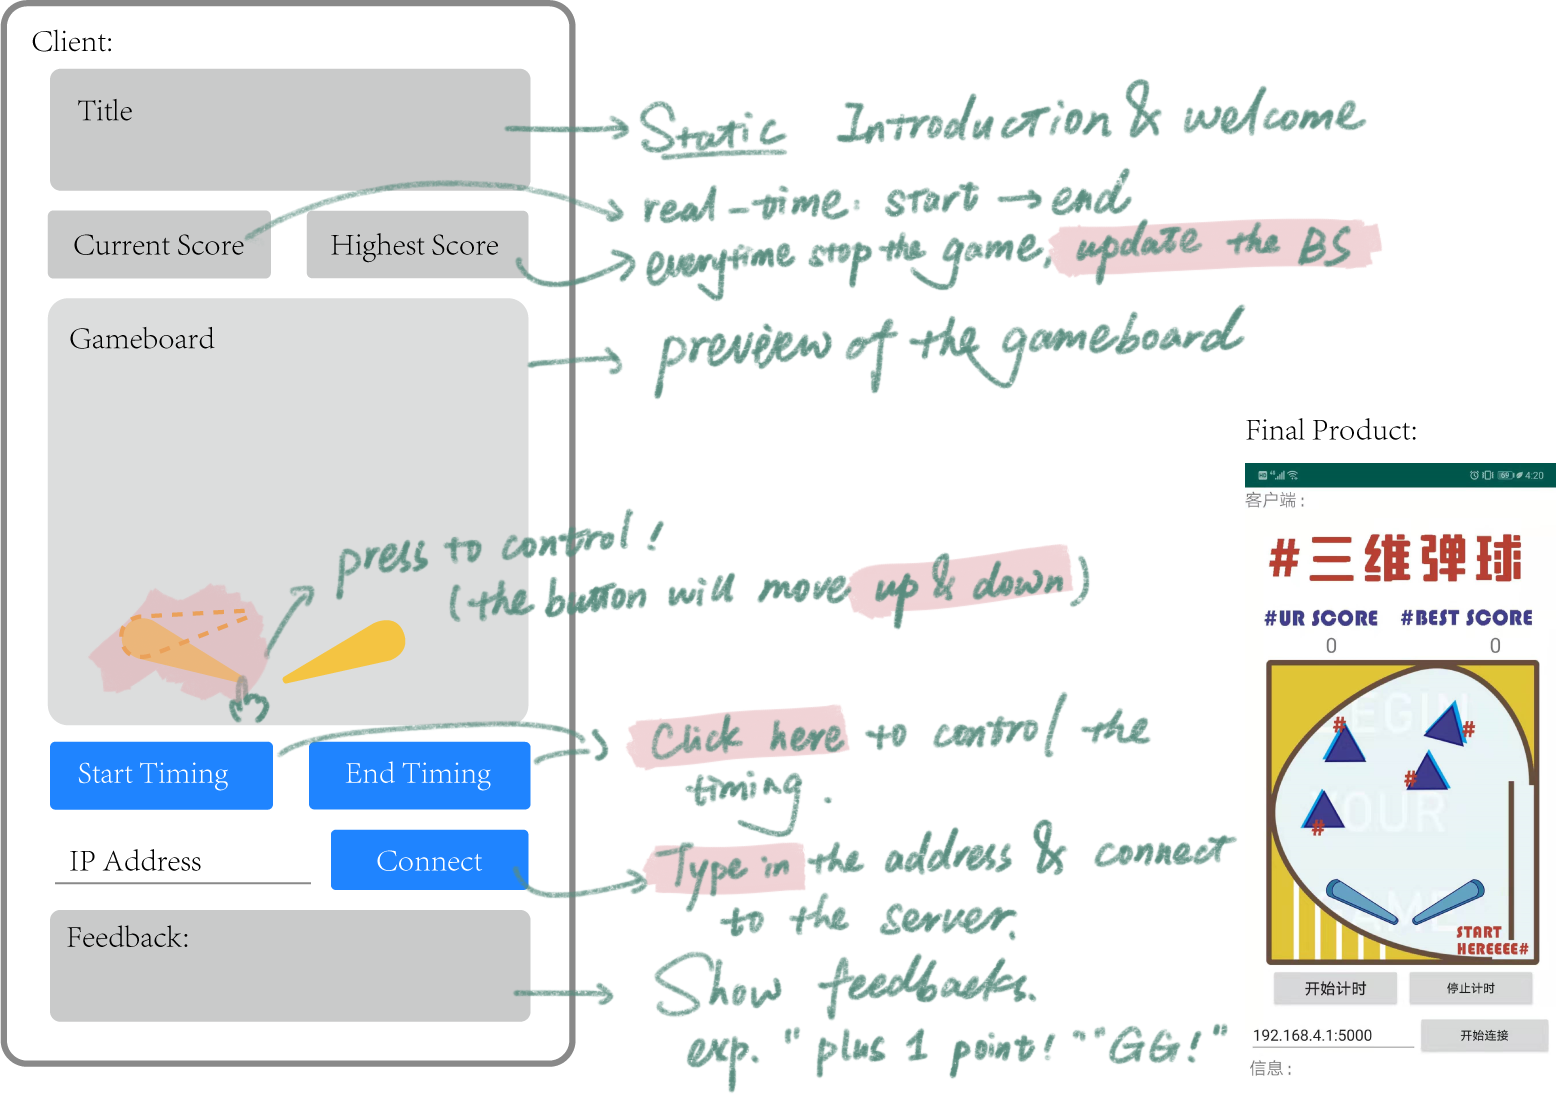 Client:
Title
Static Introduction & welcome
real-time: start → end
Current Score
Highest Score
everytime stop the game, update the BS
Gameboard
preview of the gameboard
press to control!
(the button will move up & down)
Start Timing
End Timing
Click here to control the
timing.
IP Address
Connect
Type in the address & connect
to the server.
Feedback:
Show feedbacks.
exp. "plus 1 point!" "GG!"
Final Product:
4:20
客户端：
#三维弹球
#UR SCORE
#BEST SCORE
0
0
BEGIN
YOUR
GAME
START
HEREEEE#
开始计时
停止计时
192.168.4.1:5000
开始连接
信息：